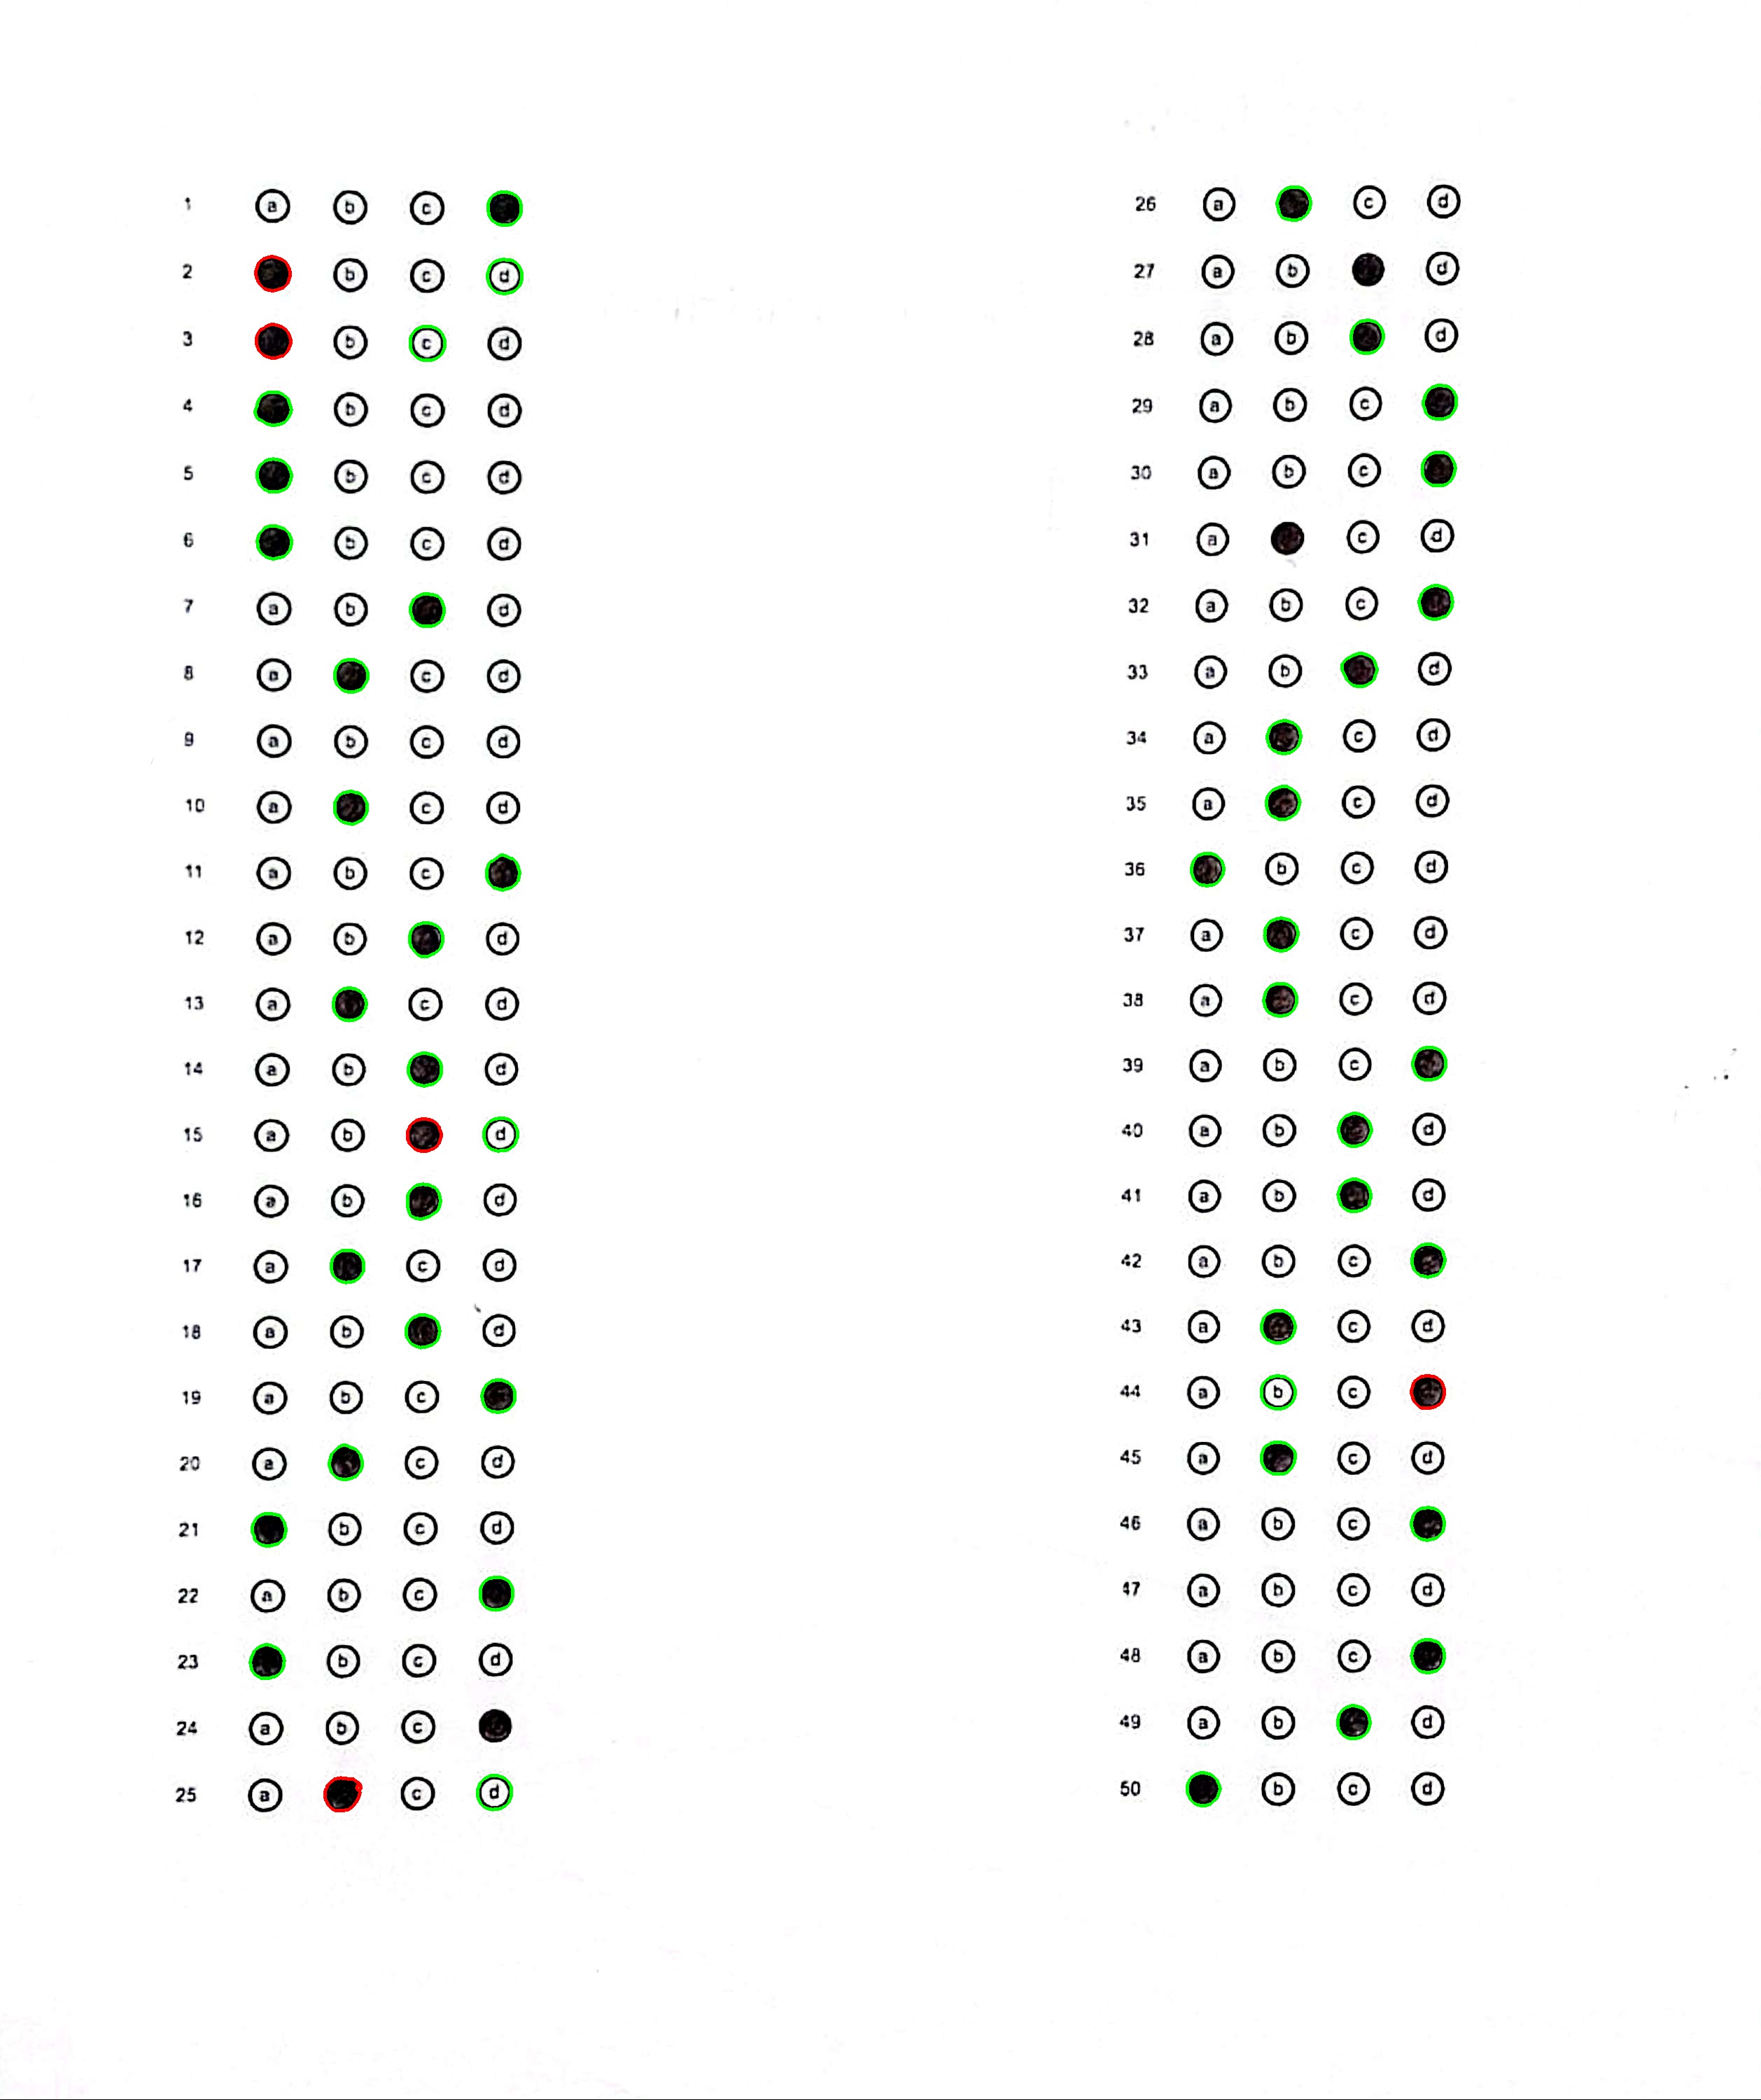 1 a b c
2 b c d
3 b c d
4 b c d
5 b c d
6 b c d
7 a b d
8 a c d
9 a b c d
10 a c d
11 a b c
12 a b d
13 a c d
14 a b d
15 a b d
16 a b d
17 a c d
18 a b d
19 a b c
20 a c d
21 b c d
22 a b c
23 b c d
24 a b c
25 a c d
26 a c d
27 a b d
28 a b d
29 a b c
30 a b c
31 a c d
32 a b c
33 a b d
34 a c d
35 a c d
36 b c d
37 a c d
38 a c d
39 a b c
40 a b d
41 a b d
42 a b c
43 a c d
44 a b c
45 a c d
46 a b c
47 a b c d
48 a b c
49 a b d
50 b c d